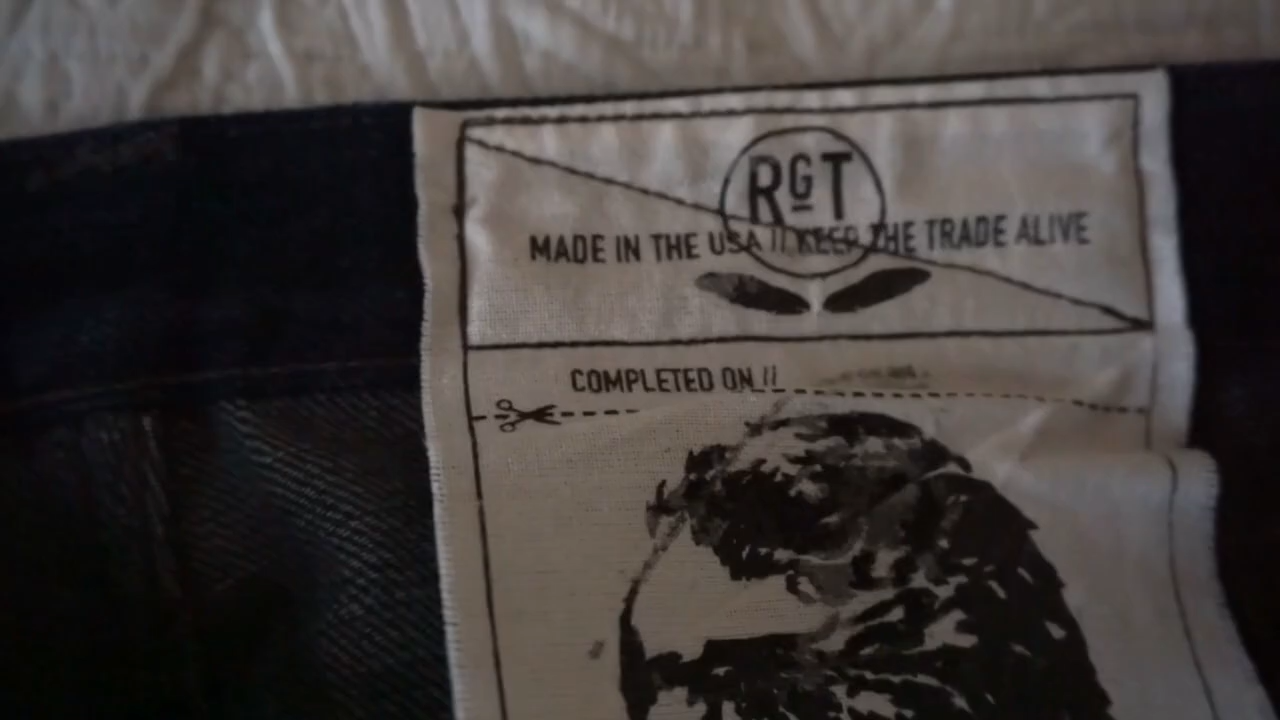 RGT
MADE IN THE USA // KEEP THE TRADE ALIVE
COMPLETED ON //